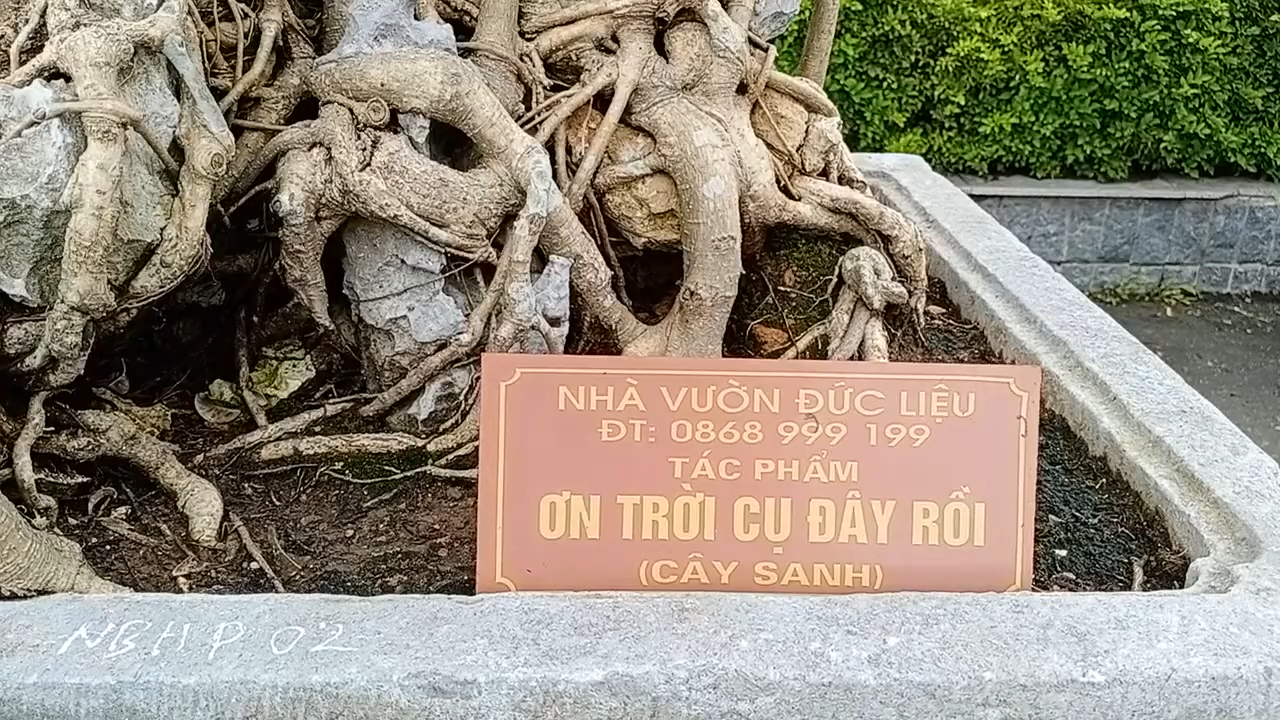 NHÀ VƯỜN ĐỨC LIỆU
ĐT: 0868 999 199
TÁC PHẨM
ƠN TRỜI CỤ ĐÂY RỒI
(CÂY SANH)
NBHP 02